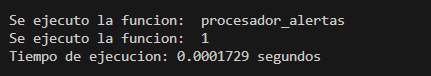 Se ejecuto la funcion:  procesador_alertas
Se ejecuto la funcion:  1
Tiempo de ejecucion: 0.0001729 segundos